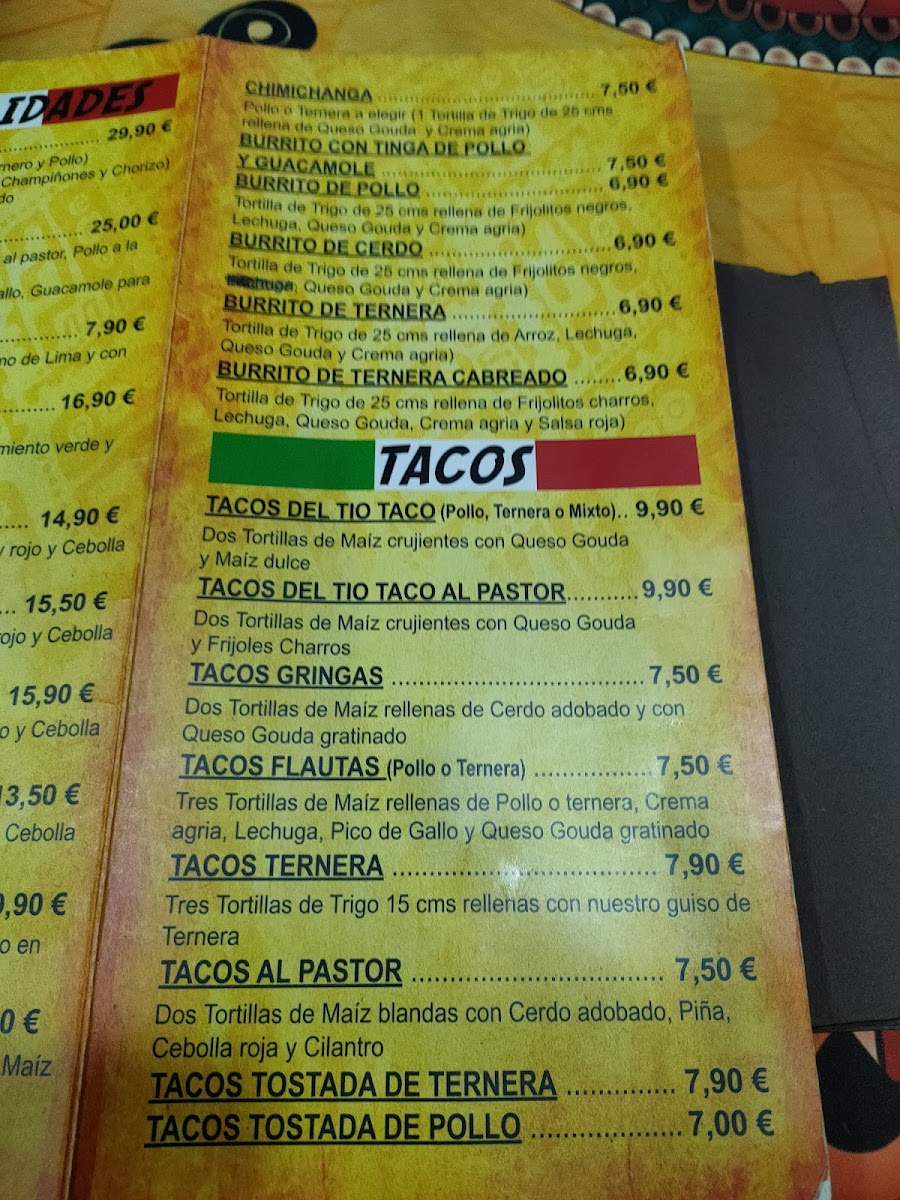 IDADES
29,90 €
nero y Pollo)
Champiñones y Chorizo)
do
25,00 €
al pastor, Pollo a la
allo, Guacamole para
7,90 €
mo de Lima y con
16,90 €
miento verde y
14,90 €
y rojo y Cebolla
15,50 €
rojo y Cebolla
15,90 €
o y Cebolla
13,50 €
Cebolla
9,90 €
o en
0 €
Maíz
CHIMICHANGA ........................................ 7,50 €
Pollo o Ternera a elegir (1 Tortilla de Trigo de 25 cms
rellena de Queso Gouda y Crema agria)
BURRITO CON TINGA DE POLLO
Y GUACAMOLE ........................................ 7,50 €
BURRITO DE POLLO ............................... 6,90 €
Tortilla de Trigo de 25 cms rellena de Frijolitos negros,
Lechuga, Queso Gouda y Crema agria)
BURRITO DE CERDO ............................... 6,90 €
Tortilla de Trigo de 25 cms rellena de Frijolitos negros,
Lechuga, Queso Gouda y Crema agria)
BURRITO DE TERNERA ........................... 6,90 €
Tortilla de Trigo de 25 cms rellena de Arroz, Lechuga,
Queso Gouda y Crema agria)
BURRITO DE TERNERA CABREADO ........ 6,90 €
Tortilla de Trigo de 25 cms rellena de Frijolitos charros,
Lechuga, Queso Gouda, Crema agria y Salsa roja)
TACOS
TACOS DEL TIO TACO (Pollo, Ternera o Mixto).. 9,90 €
Dos Tortillas de Maíz crujientes con Queso Gouda
y Maíz dulce
TACOS DEL TIO TACO AL PASTOR........... 9,90 €
Dos Tortillas de Maíz crujientes con Queso Gouda
y Frijoles Charros
TACOS GRINGAS .................................... 7,50 €
Dos Tortillas de Maíz rellenas de Cerdo adobado y con
Queso Gouda gratinado
TACOS FLAUTAS (Pollo o Ternera) ................ 7,50 €
Tres Tortillas de Maíz rellenas de Pollo o ternera, Crema
agria, Lechuga, Pico de Gallo y Queso Gouda gratinado
TACOS TERNERA .................................. 7,90 €
Tres Tortillas de Trigo 15 cms rellenas con nuestro guiso de
Ternera
TACOS AL PASTOR ................................ 7,50 €
Dos Tortillas de Maíz blandas con Cerdo adobado, Piña,
Cebolla roja y Cilantro
TACOS TOSTADA DE TERNERA .............. 7,90 €
TACOS TOSTADA DE POLLO ................... 7,00 €